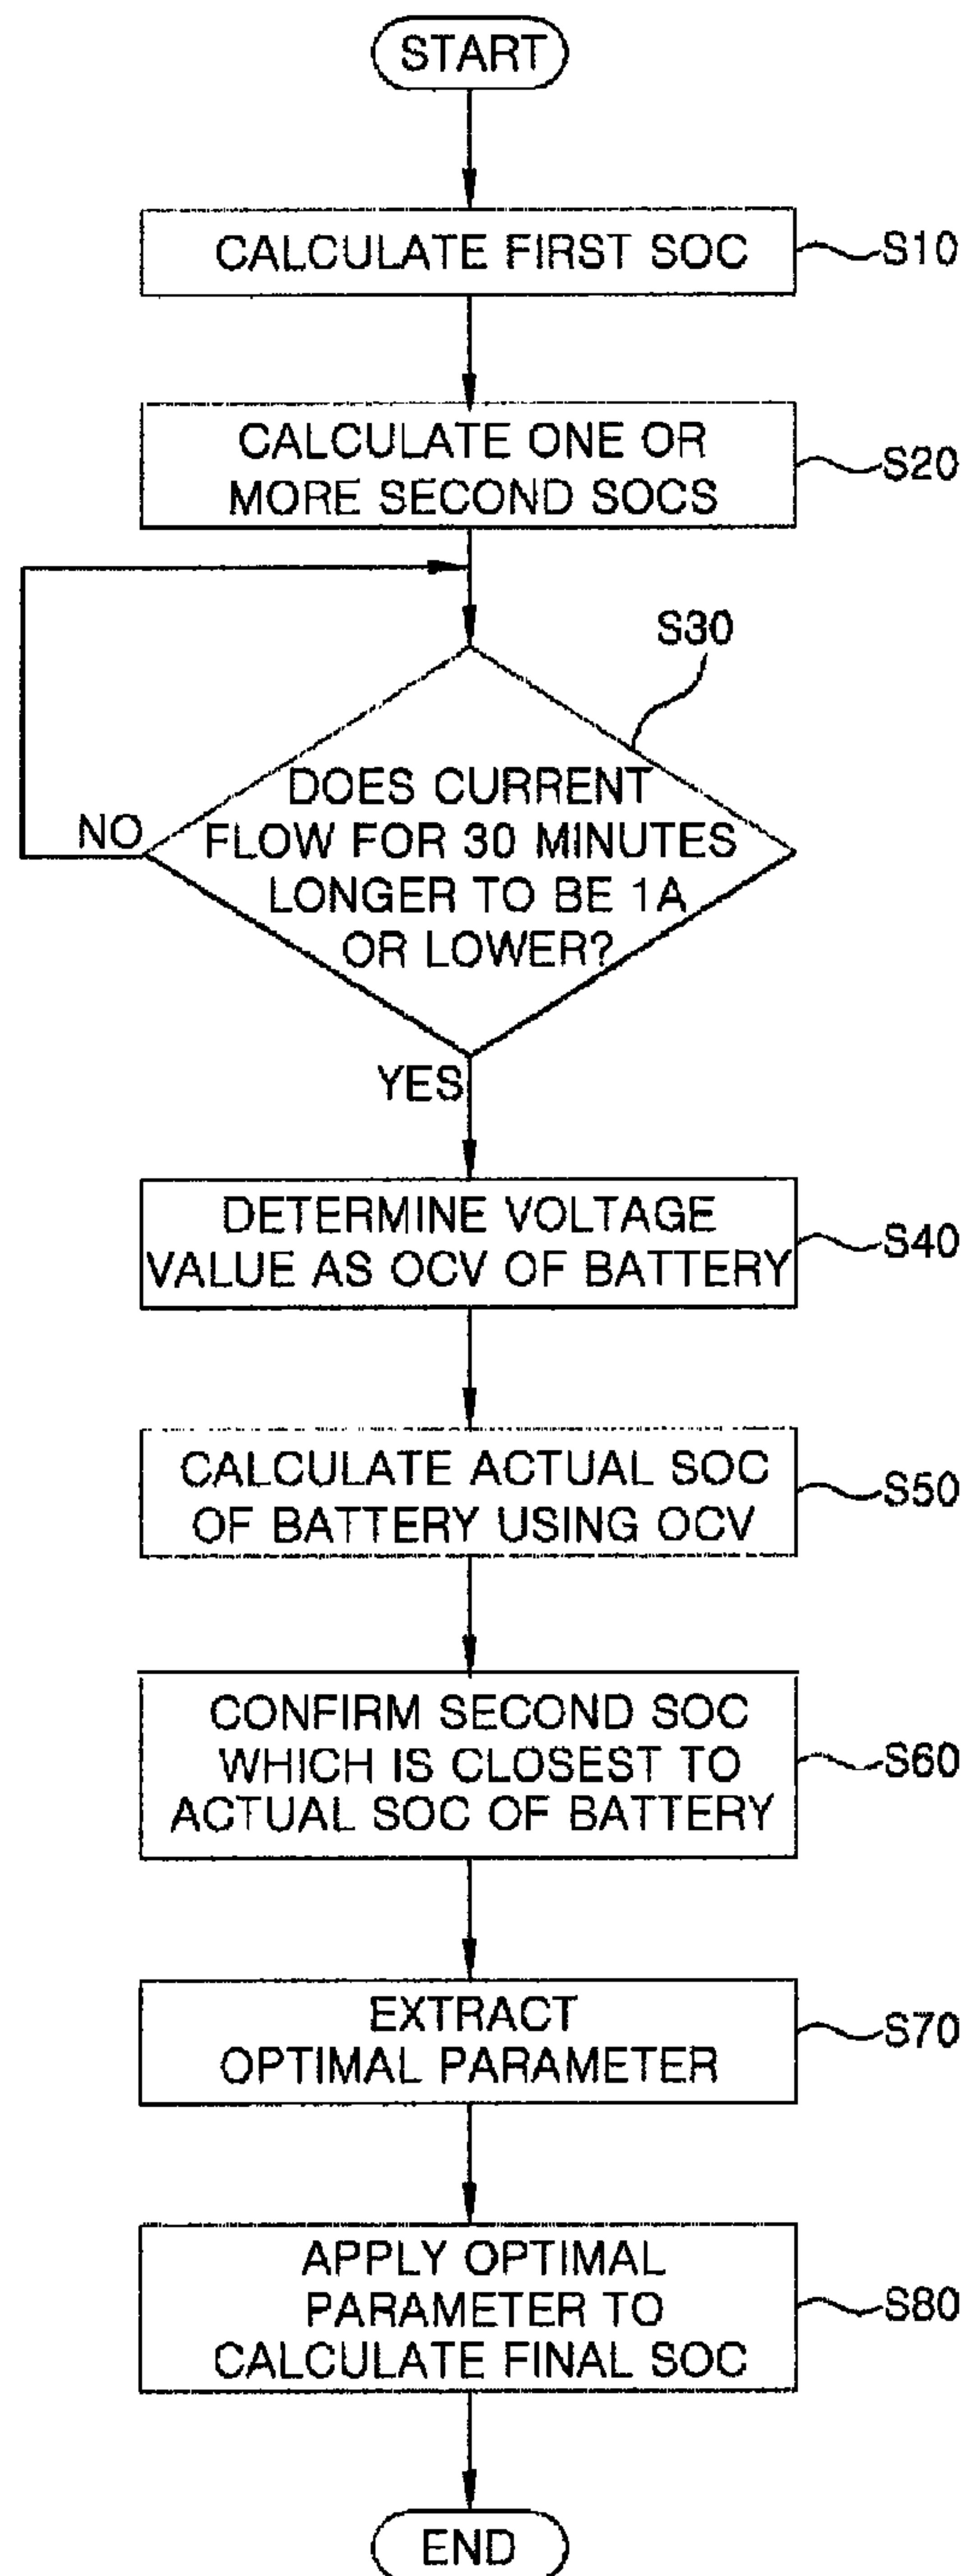 START
CALCULATE FIRST SOC
S10
CALCULATE ONE OR
MORE SECOND SOCS
S20
S30
DOES CURRENT
FLOW FOR 30 MINUTES
LONGER TO BE 1A
OR LOWER?
NO
YES
DETERMINE VOLTAGE
VALUE AS OCV OF BATTERY
S40
CALCULATE ACTUAL SOC
OF BATTERY USING OCV
S50
CONFIRM SECOND SOC
WHICH IS CLOSEST TO
ACTUAL SOC OF BATTERY
S60
EXTRACT
OPTIMAL PARAMETER
S70
APPLY OPTIMAL
PARAMETER TO
CALCULATE FINAL SOC
S80
END